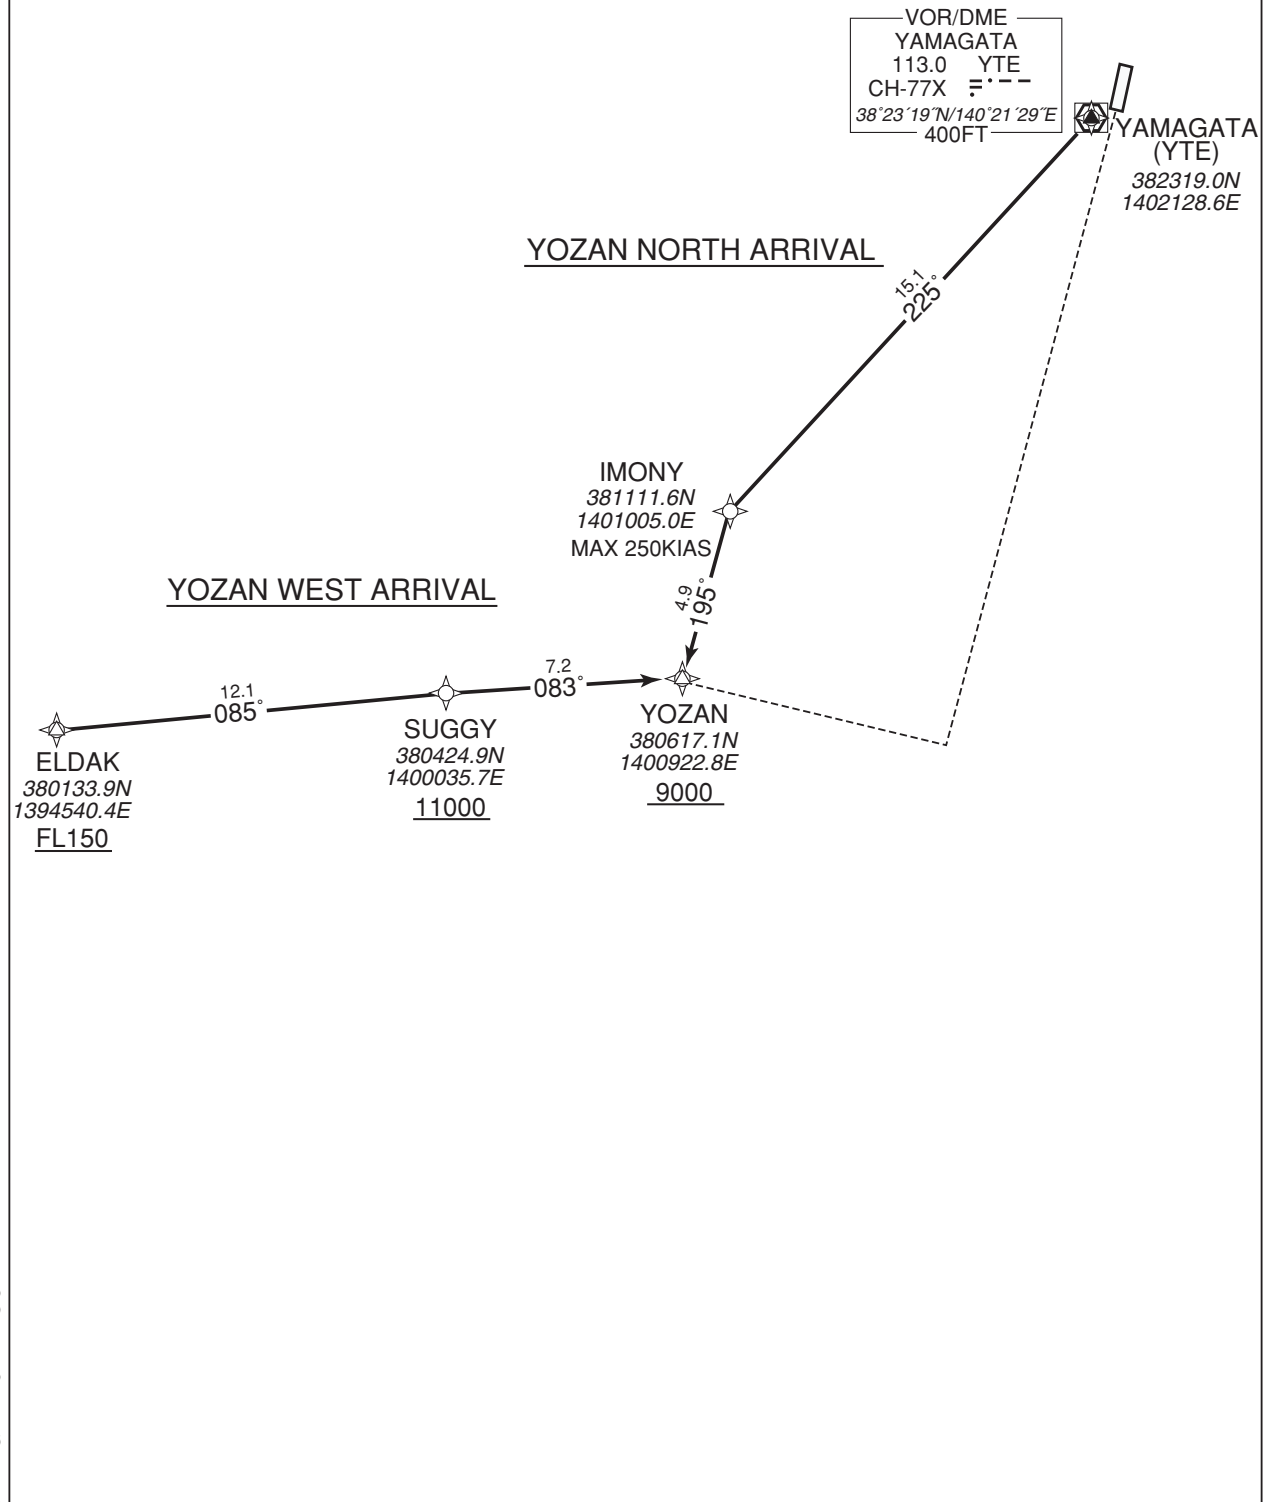 VOR/DME
YAMAGATA
113.0 YTE
CH-77X
38°23´19˝N/140°21´29˝E
400FT
YAMAGATA
(YTE)
382319.0N
1402128.6E
YOZAN NORTH ARRIVAL
15.1
225°
IMONY
381111.6N
1401005.0E
MAX 250KIAS
4.9
195°
YOZAN WEST ARRIVAL
12.1
085°
7.2
083°
ELDAK
380133.9N
1394540.4E
FL150
SUGGY
380424.9N
1400035.7E
11000
YOZAN
380617.1N
1400922.8E
9000